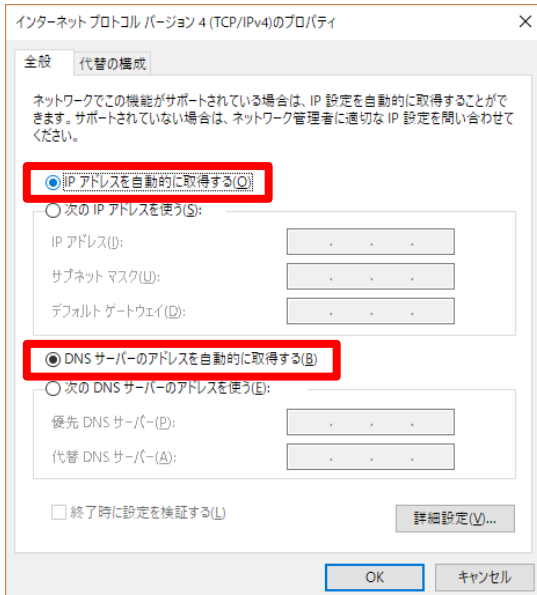 インターネット プロトコル バージョン 4 (TCP/IPv4)のプロパティ
全般
代替の構成
ネットワークでこの機能がサポートされている場合は、IP 設定を自動的に取得することがで
きます。サポートされていない場合は、ネットワーク管理者に適切な IP 設定を問い合わせて
ください。
IP アドレスを自動的に取得する(O)
次の IP アドレスを使う(S):
IP アドレス(I):
サブネット マスク(U):
デフォルト ゲートウェイ(D):
DNS サーバーのアドレスを自動的に取得する(B)
次の DNS サーバーのアドレスを使う(E):
優先 DNS サーバー(P):
代替 DNS サーバー(A):
終了時に設定を検証する(L)
詳細設定(V)...
OK
キャンセル